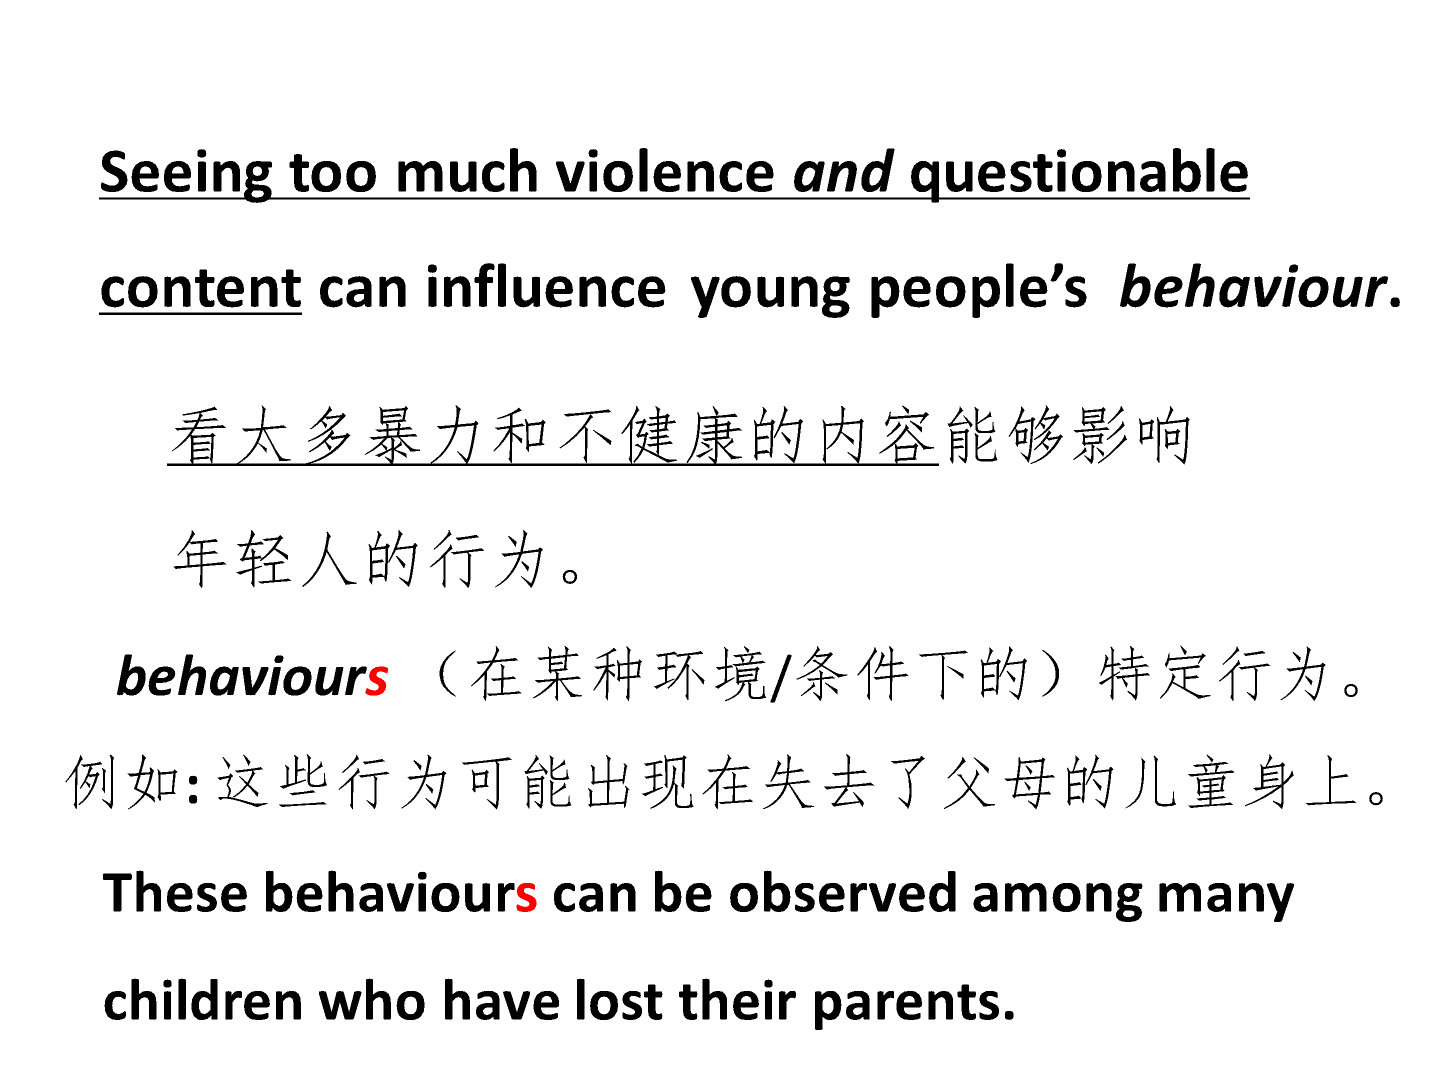 Seeing too much violence and questionable
content can influence young people’s behaviour.
看太多暴力和不健康的内容能够影响
年轻人的行为。
behaviours （在某种环境/条件下的）特定行为。
例如:这些行为可能出现在失去了父母的儿童身上。
These behaviours can be observed among many
children who have lost their parents.